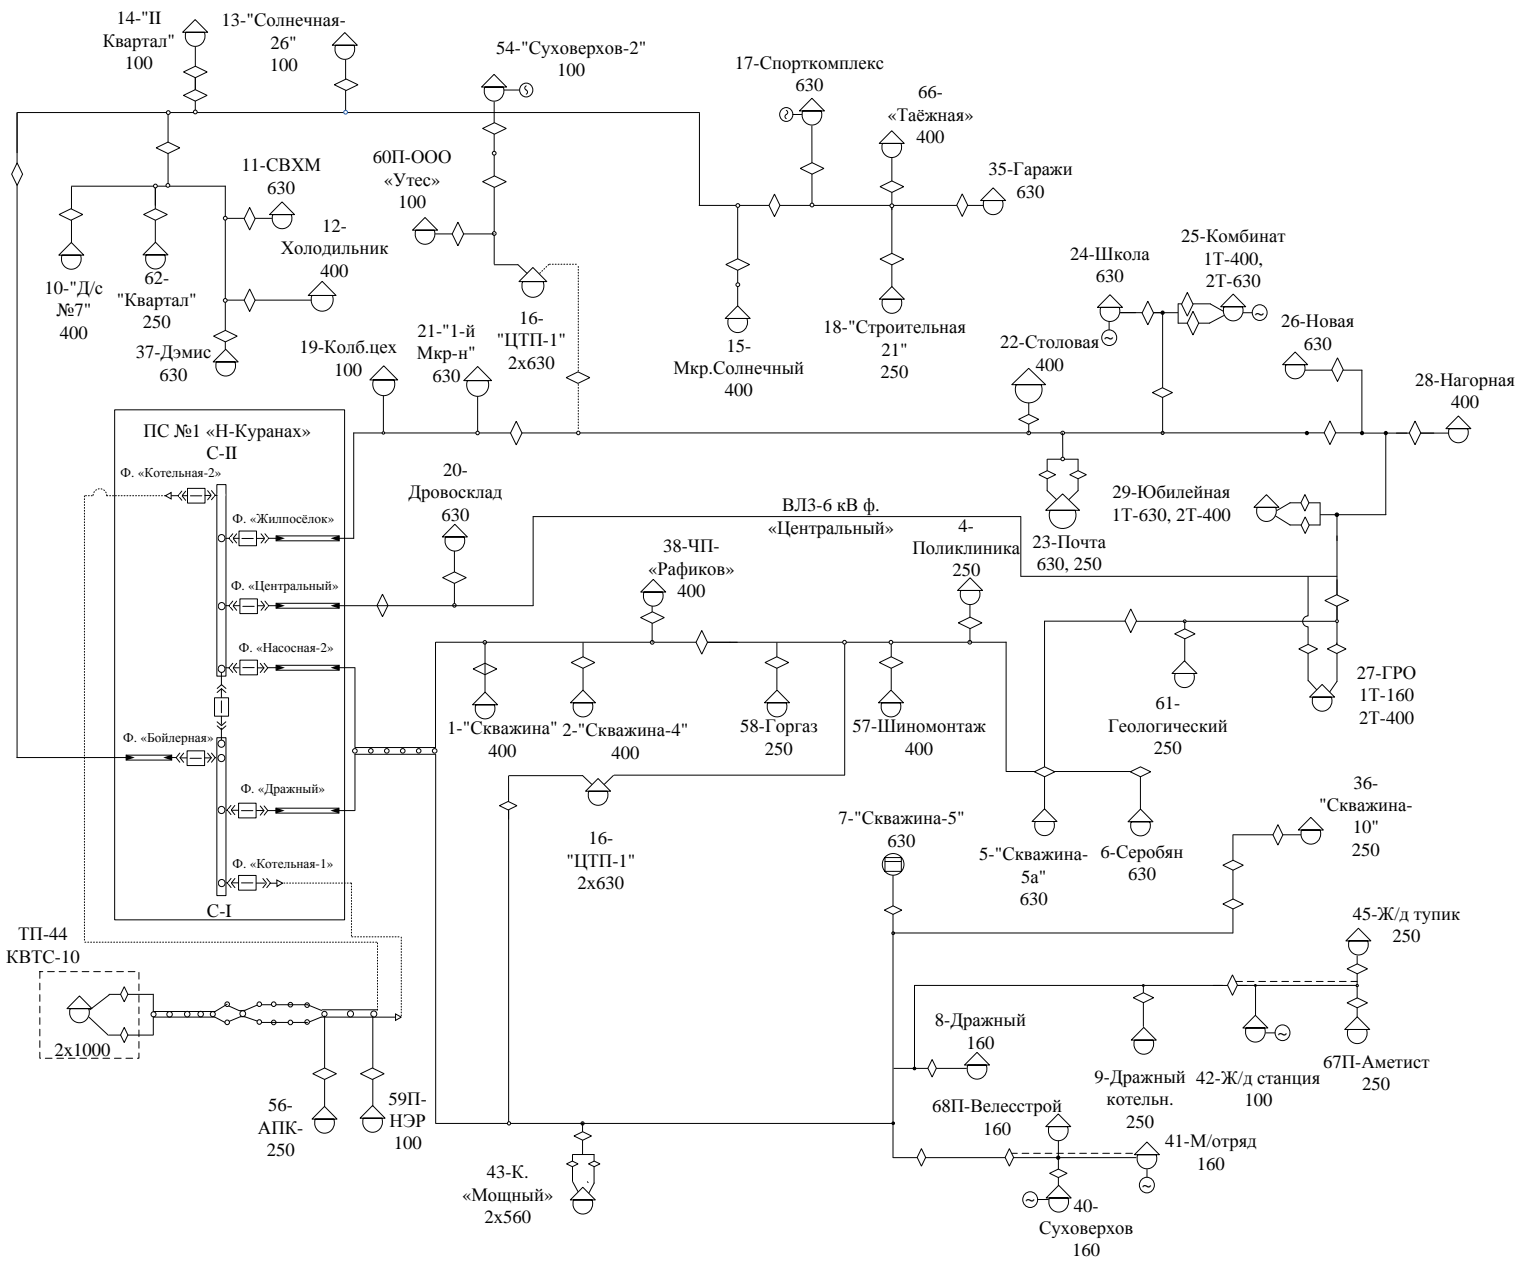 14-"II
Квартал"
100
13-"Солнечная-
26"
100
54-"Суховерхов-2"
100
17-Спорткомплекс
630
66-
«Таёжная»
400
11-СВХМ
630
60П-ООО
«Утес»
100
35-Гаражи
630
12-
Холодильник
400
10-"Д/с
№7"
400
62-
"Квартал"
250
37-Дэмис
630
19-Колб.цех
100
21-"1-й
Мкр-н"
630
16-
"ЦТП-1"
2х630
15-
Мкр.Солнечный
400
18-"Строительная
21"
250
24-Школа
630
25-Комбинат
1Т-400,
2Т-630
22-Столовая
400
26-Новая
630
28-Нагорная
400
ПС №1 «Н-Куранах»
С-II
Ф. «Котельная-2»
Ф. «Жилпосёлок»
Ф. «Центральный»
Ф. «Насосная-2»
Ф. «Бойлерная»
Ф. «Дражный»
Ф. «Котельная-1»
С-I
20-
Дровосклад
630
ВЛЗ-6 кВ ф.
«Центральный»
29-Юбилейная
1Т-630, 2Т-400
23-Почта
630, 250
38-ЧП-
«Рафиков»
400
4-
Поликлиника
250
1-"Скважина"
400
2-"Скважина-4"
400
58-Горгаз
250
57-Шиномонтаж
400
61-
Геологический
250
27-ГРО
1Т-160
2Т-400
16-
"ЦТП-1"
2х630
7-"Скважина-5"
630
5-"Скважина-
5а"
630
6-Серобян
630
36-
"Скважина-
10"
250
ТП-44
КВТС-10
2х1000
45-Ж/д тупик
250
8-Дражный
160
9-Дражный
котельн.
250
42-Ж/д станция
100
67П-Аметист
250
56-
АПК-
250
59П-
НЭР
100
68П-Велесстрой
160
41-М/отряд
160
43-К.
«Мощный»
2х560
40-
Суховерхов
160